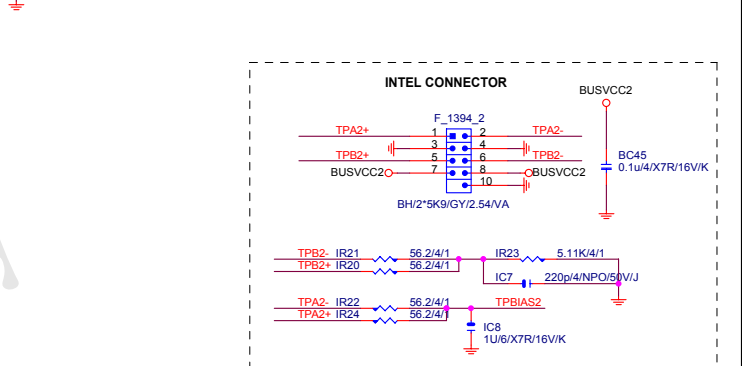 INTEL CONNECTOR
BUSVCC2
F_1394_2
TPA2+ 1 2 TPA2-
3 4
TPB2+ 5 6 TPB2-
BUSVCC2 7 8 BUSVCC2
10
BH/2*5K9/GY/2.54/VA
BC45
0.1u/4/X7R/16V/K
TPB2- IR21 56.2/4/1 IR23 5.11K/4/1
TPB2+ IR20 56.2/4/1
IC7 220p/4/NPO/50V/J
TPA2- IR22 56.2/4/1 TPBIAS2
TPA2+ IR24 56.2/4/1
IC8
1U/6/X7R/16V/K